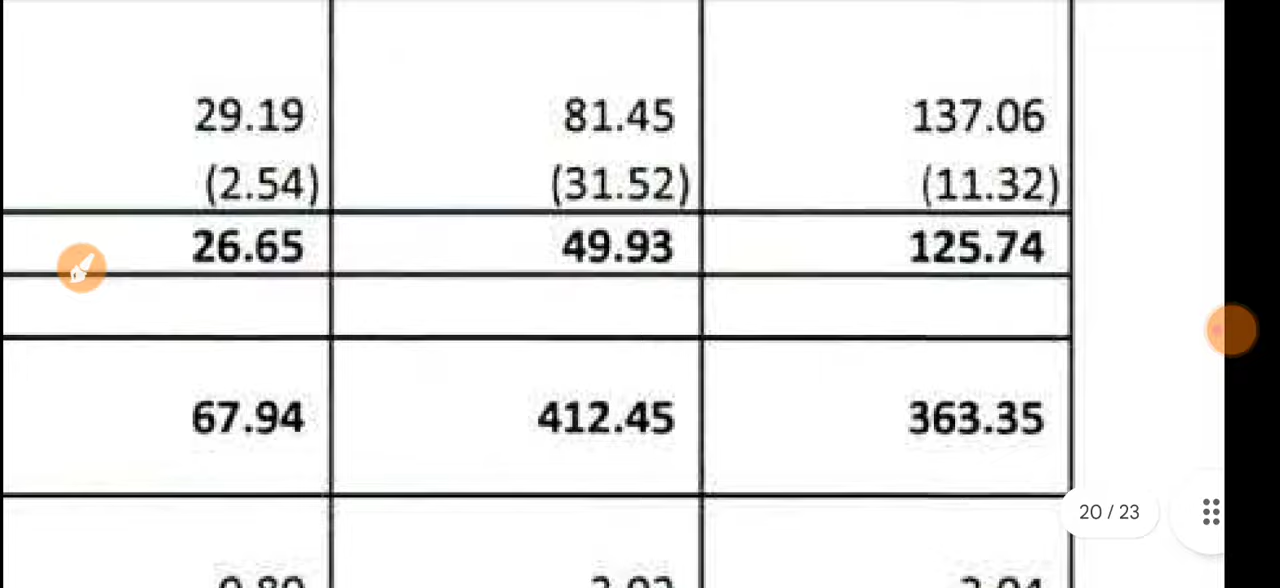 29.19 81.45 137.06
(2.54) (31.52) (11.32)
26.65 49.93 125.74
67.94 412.45 363.35
20 / 23